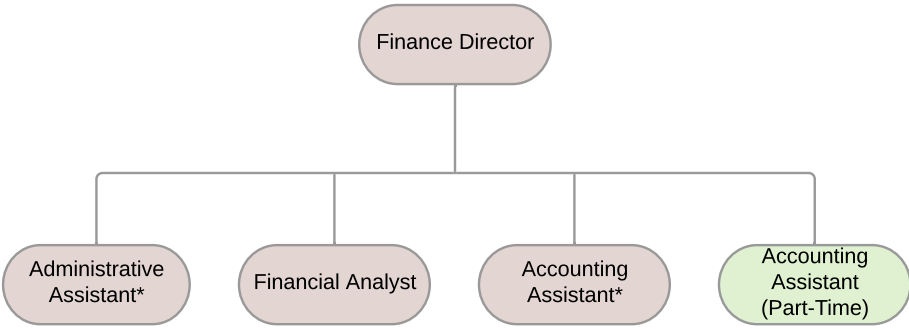 Finance Director
Administrative
Assistant*
Financial Analyst
Accounting
Assistant*
Accounting
Assistant
(Part-Time)